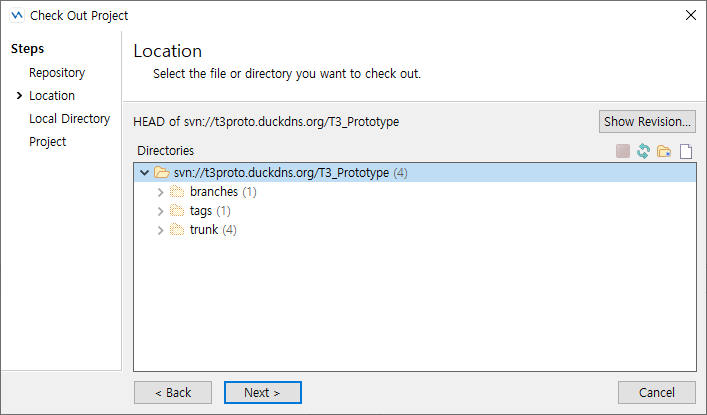 Check Out Project
Steps
Repository
Location
Local Directory
Project
Location
Select the file or directory you want to check out.
HEAD of svn://t3proto.duckdns.org/T3_Prototype
Show Revision...
Directories
svn://t3proto.duckdns.org/T3_Prototype (4)
branches (1)
tags (1)
trunk (4)
< Back
Next >
Cancel